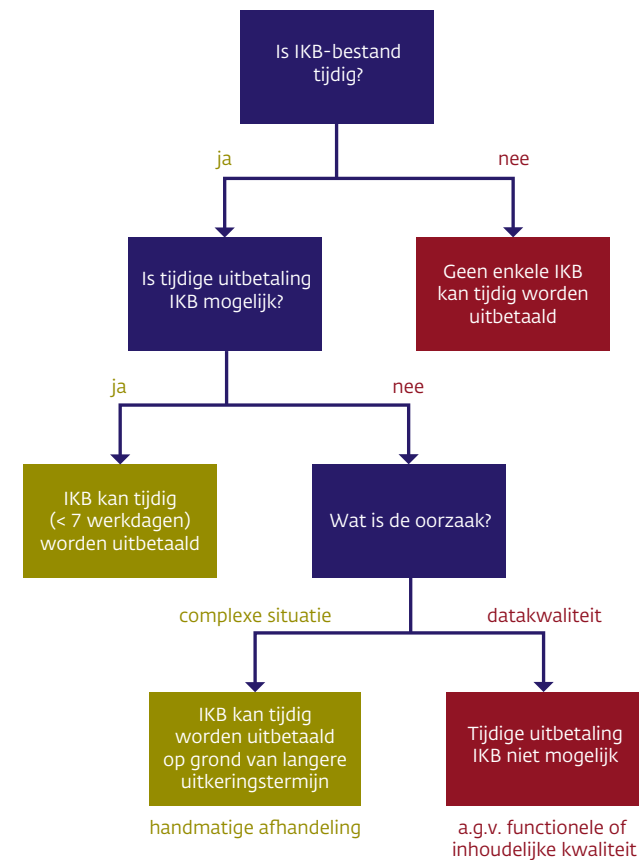 Is IKB-bestand
tijdig?
ja
nee
Is tijdige uitbetaling
IKB mogelijk?
Geen enkele IKB
kan tijdig worden
uitbetaald
ja
nee
IKB kan tijdig
(< 7 werkdagen)
worden uitbetaald
Wat is de oorzaak?
complexe situatie
datakwaliteit
IKB kan tijdig
worden uitbetaald
op grond van langere
uitkeringstermijn
Tijdige uitbetaling
IKB niet mogelijk
handmatige afhandeling
a.g.v. functionele of
inhoudelijke kwaliteit